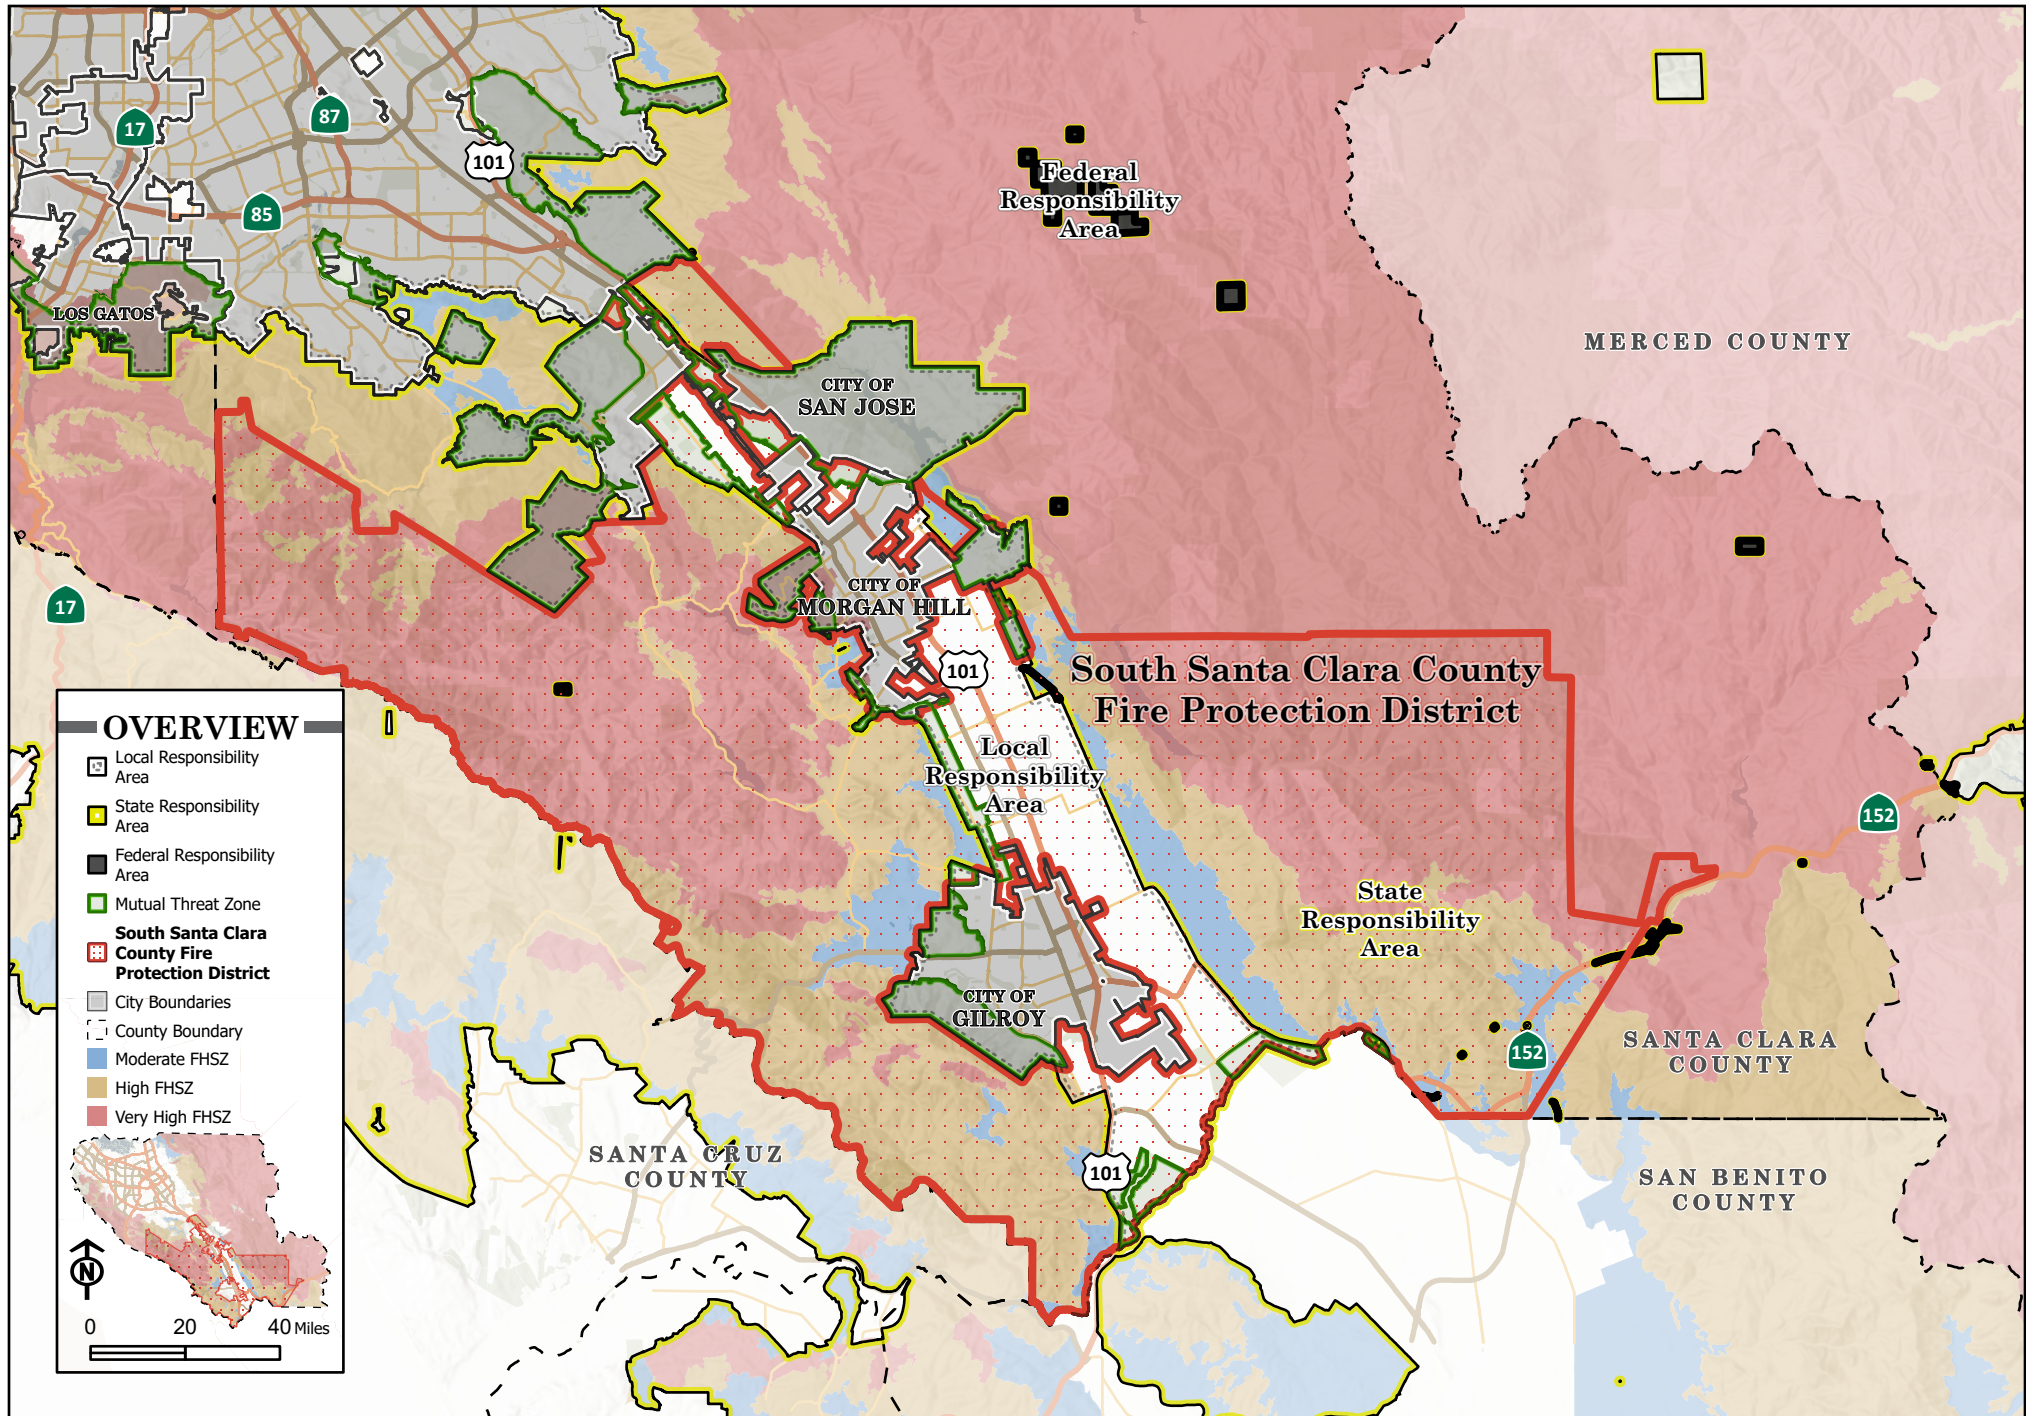 17
87
101
85
LOS GATOS
Federal
Responsibility
Area
MERCED COUNTY
CITY OF
SAN JOSE
17
CITY OF
MORGAN HILL
101
South Santa Clara County
Fire Protection District
Local
Responsibility
Area
152
State
Responsibility
Area
CITY OF
GILROY
152
SANTA CLARA
COUNTY
SANTA CRUZ
COUNTY
101
SAN BENITO
COUNTY
OVERVIEW
Local Responsibility
Area
State Responsibility
Area
Federal Responsibility
Area
Mutual Threat Zone
South Santa Clara
County Fire
Protection District
City Boundaries
County Boundary
Moderate FHSZ
High FHSZ
Very High FHSZ
N
0 20 40 Miles